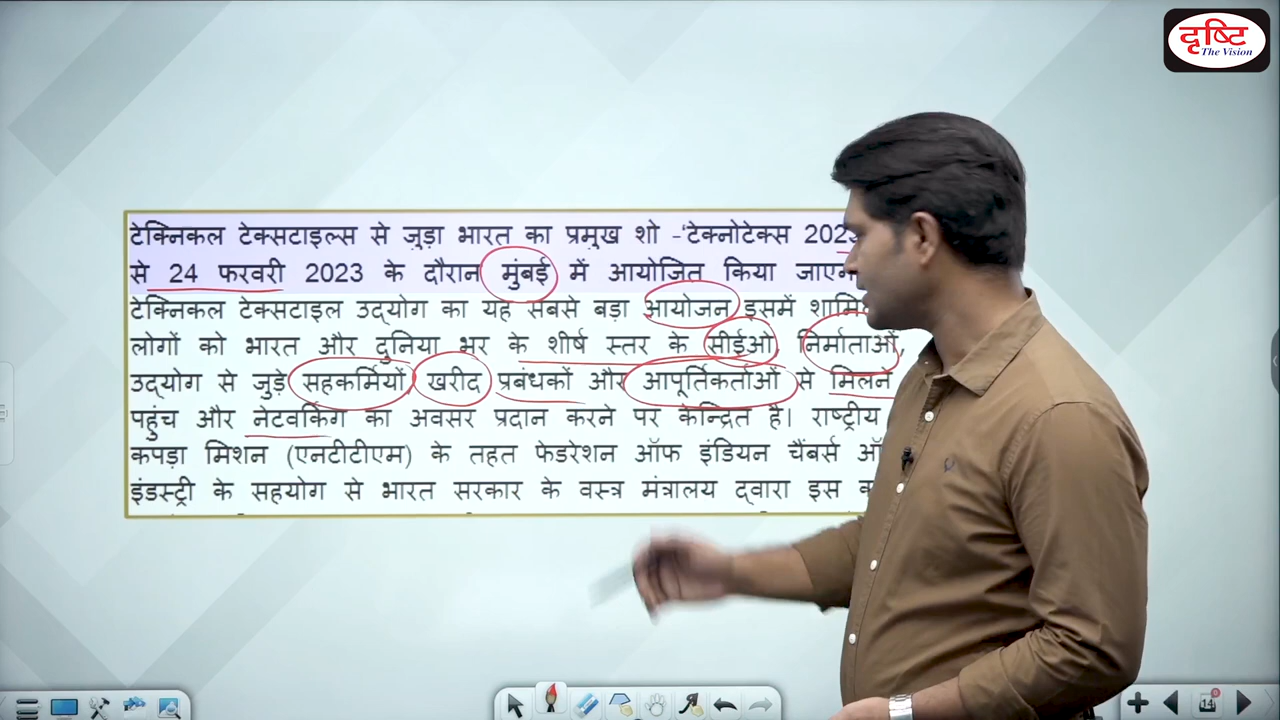 दृष्टि
The Vision
टेक्निकल टेक्सटाइल्स से जुड़ा भारत का प्रमुख शो -'टेक्नोटेक्स 2023
से 24 फरवरी 2023 के दौरान मुंबई में आयोजित किया
टेक्निकल टेक्सटाइल उद्योग का यह सबसे बड़ा आयोजन इसमें
लोगों को भारत और दुनिया भर के शीर्ष स्तर के सीईओ, निर्माताओं,
उद्योग से जुड़े सहकर्मियों खरीद प्रबंधकों और आपूर्तिकर्ताओं से मिलने
पहुंच और नेटवर्किंग का अवसर प्रदान करने पर केन्द्रित है। राष्ट्रीय
कपड़ा मिशन (एनटीटीएम) के तहत फेडरेशन ऑफ इंडियन चैंबर्स
इंडस्ट्री के सहयोग से भारत सरकार के वस्त्र मंत्रालय द्वारा इस
14